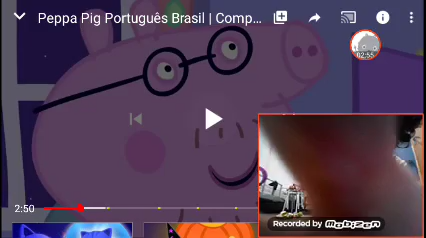 Peppa Pig Português Brasil | Comp...
02:55
2:50
Recorded by Mobizen